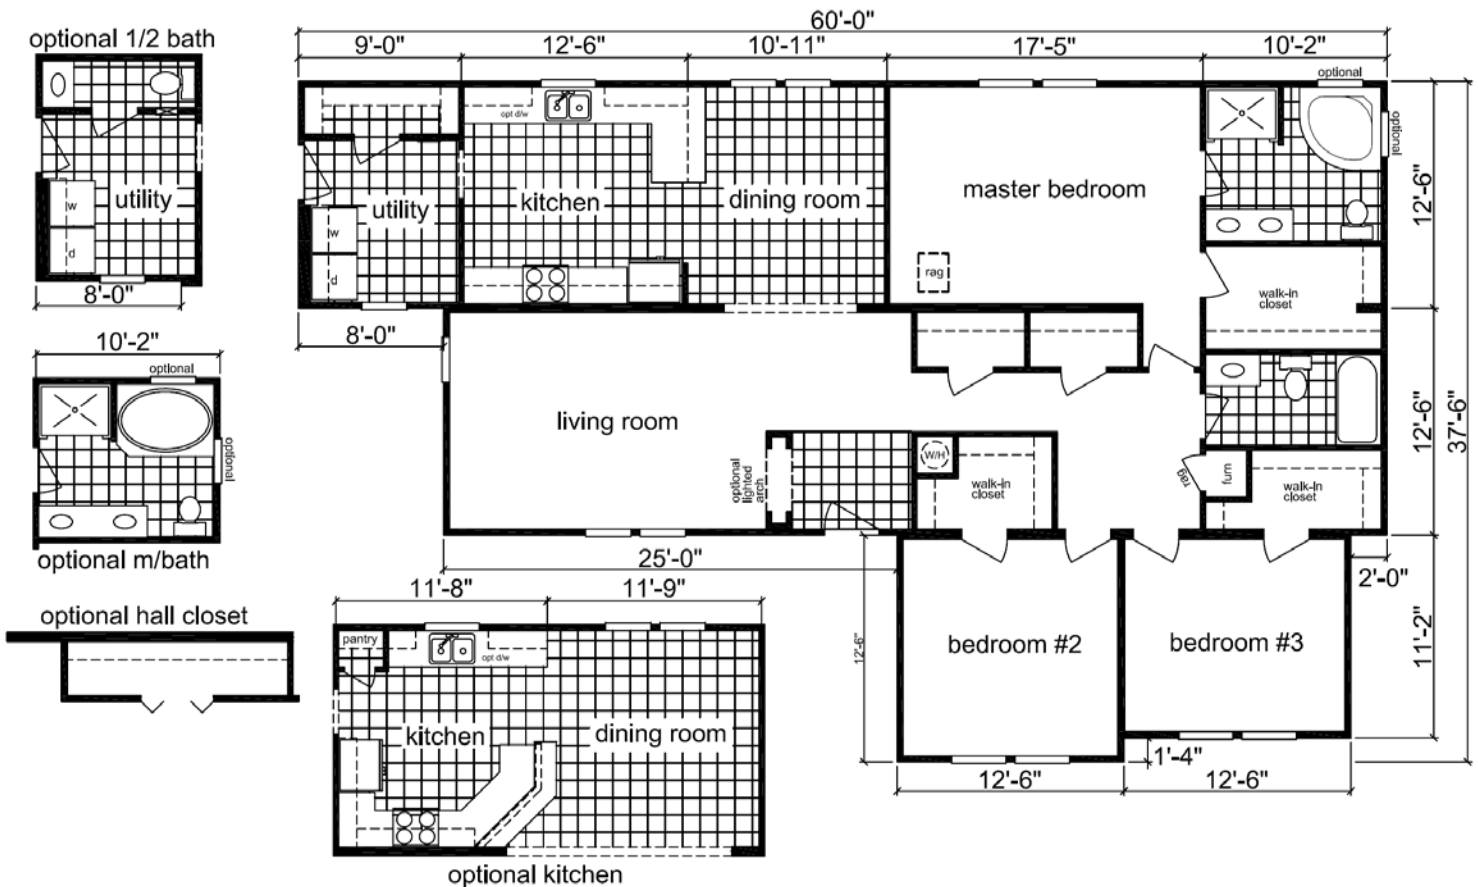 60'-0"
9'-0"
12'-6"
10'-11"
17'-5"
10'-2"
optional 1/2 bath
utility
w
d
8'-0"
10'-2"
optional
optional
optional m/bath
optional hall closet
utility
w
d
8'-0"
opt d/w
kitchen
dining room
master bedroom
rag
optional
optional
walk-in
closet
12'-6"
12'-6"
37'-6"
11'-2"
living room
optional
lighted
arch
W/H
walk-in
closet
rag
furn
walk-in
closet
25'-0"
2'-0"
12'-6"
bedroom #2
bedroom #3
1'-4"
12'-6"
12'-6"
11'-8"
11'-9"
pantry
opt d/w
kitchen
dining room
optional kitchen